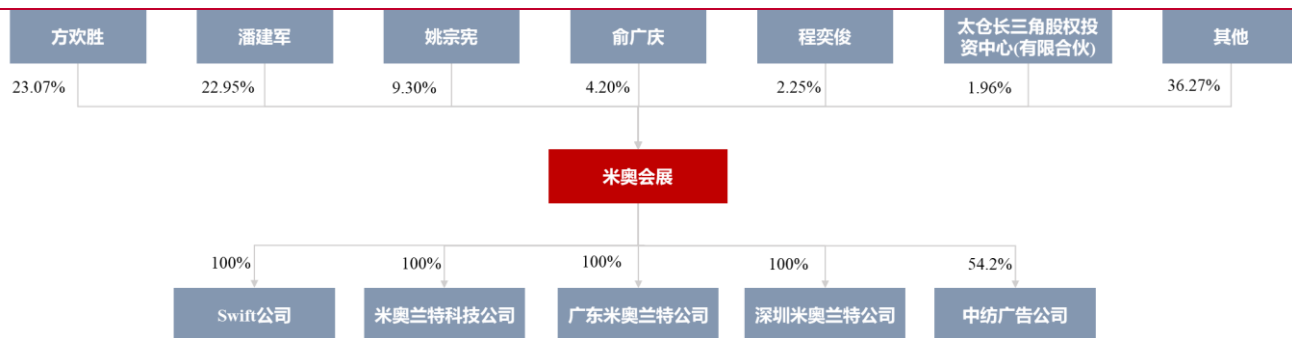 方欢胜
潘建军
姚宗宪
俞广庆
程奕俊
太仓长三角股权投
资中心(有限合伙)
其他
23.07%
22.95%
9.30%
4.20%
2.25%
1.96%
36.27%
米奥会展
100%
100%
100%
100%
54.2%
Swift公司
米奥兰特科技公司
广东米奥兰特公司
深圳米奥兰特公司
中纺广告公司